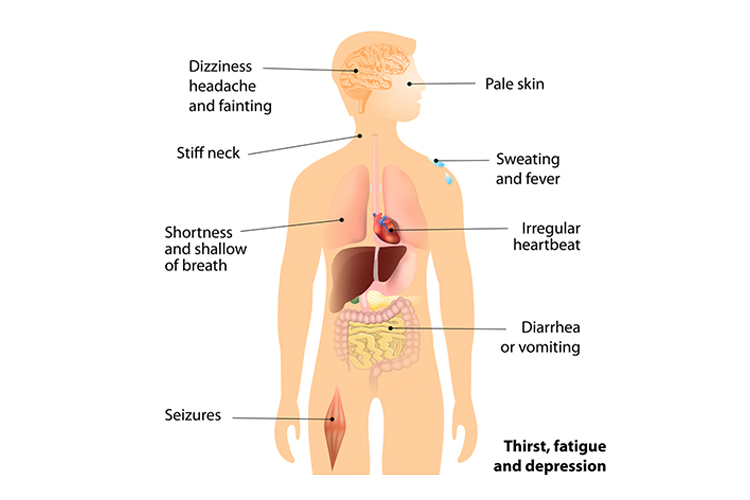 Dizziness
headache
and fainting
Pale skin
Stiff neck
Sweating
and fever
Shortness
and shallow
of breath
Irregular
heartbeat
Diarrhea
or vomiting
Seizures
Thirst, fatigue
and depression